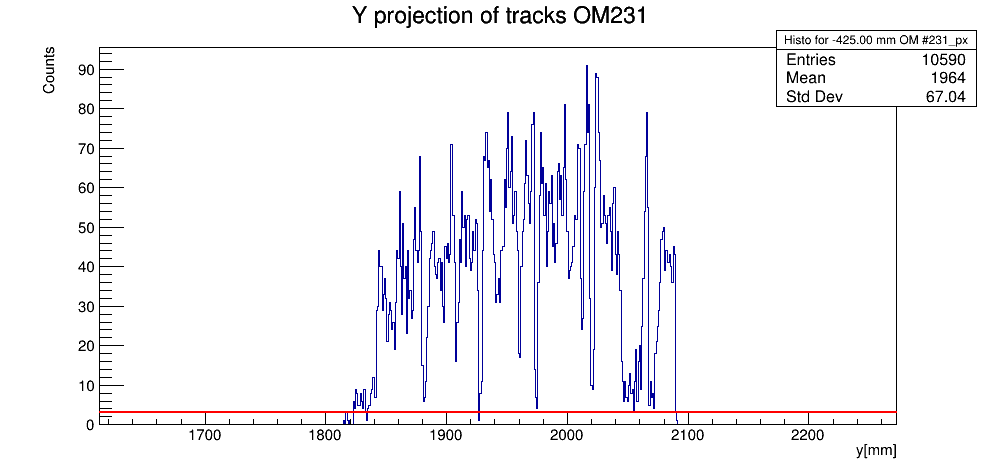 Y projection of tracks OM231
Histo for -425.00 mm OM #231_px
Entries 10590
Mean 1964
Std Dev 67.04
Counts
90
80
70
60
50
40
30
20
10
0
1700 1800 1900 2000 2100 2200
y[mm]